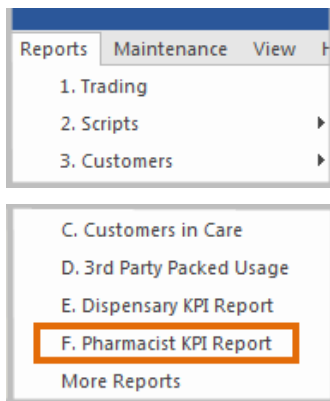 Reports Maintenance View
1. Trading
2. Scripts
3. Customers
C. Customers in Care
D. 3rd Party Packed Usage
E. Dispensary KPI Report
F. Pharmacist KPI Report
More Reports